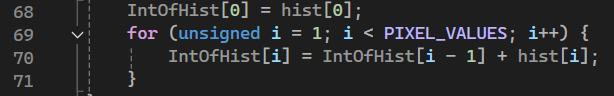 68 IntOfHist[0] = hist[0];
69 for (unsigned i = 1; i < PIXEL_VALUES; i++) {
70 IntOfHist[i] = IntOfHist[i - 1] + hist[i];
71 }